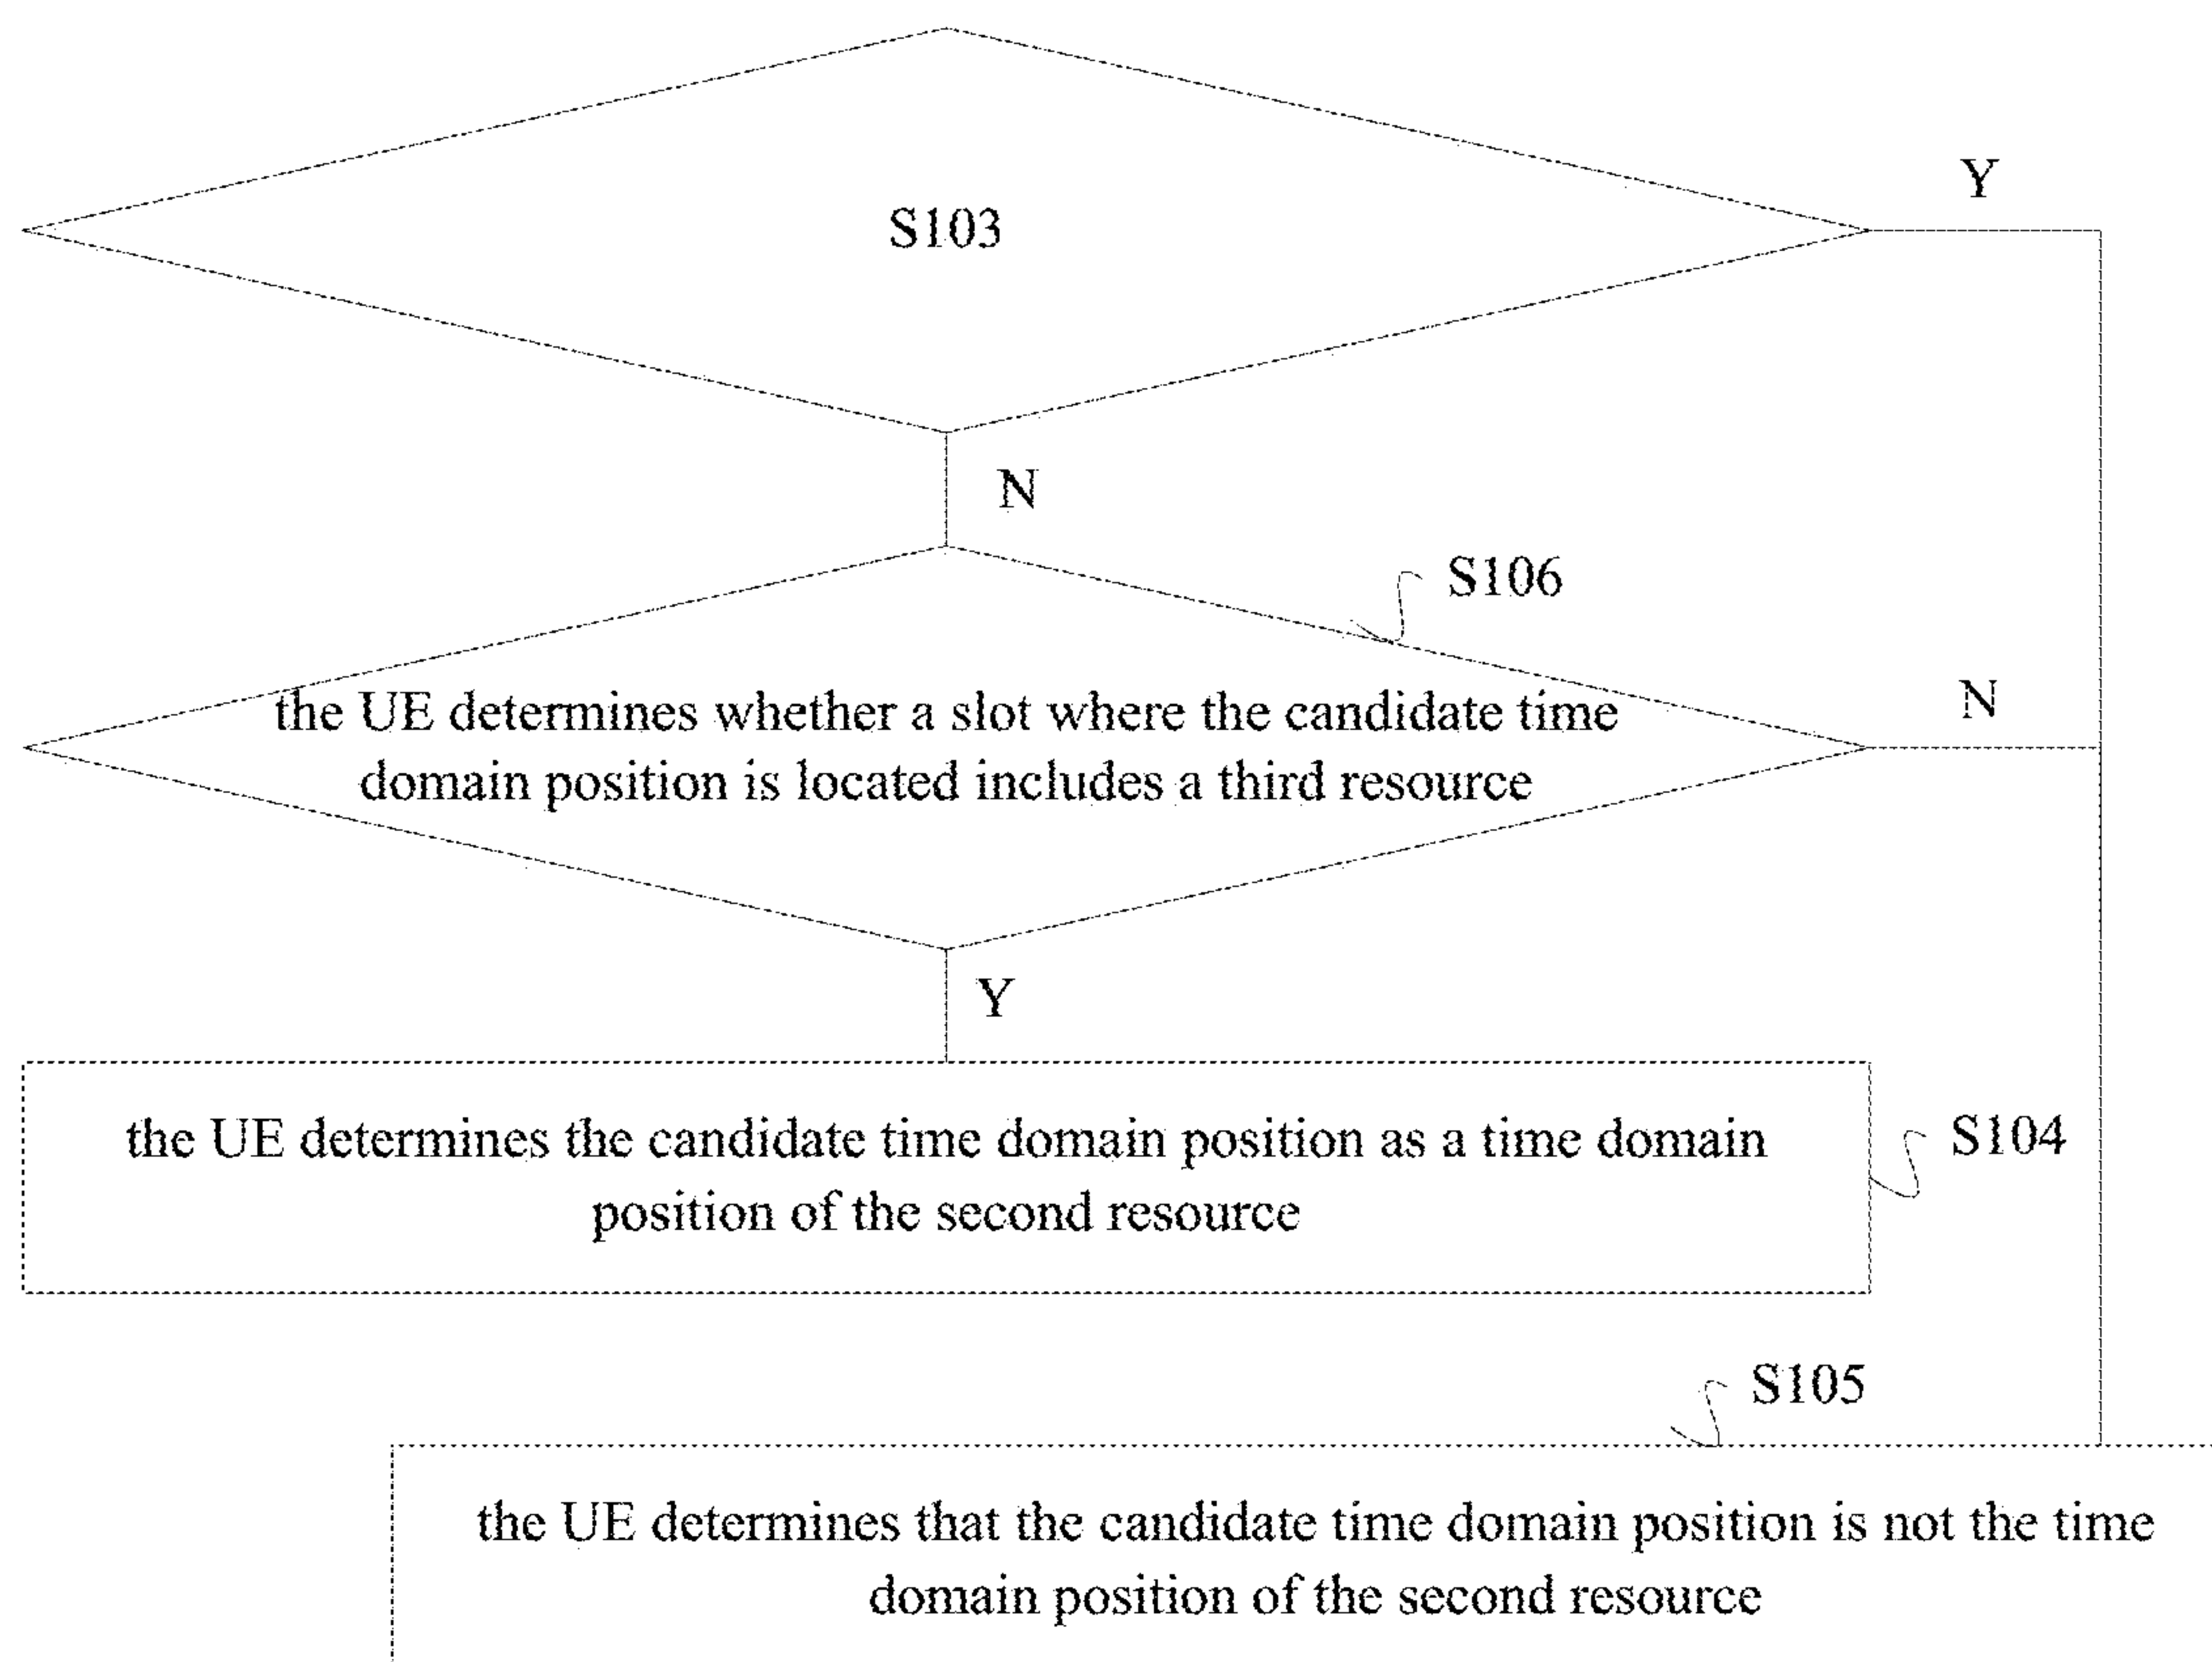 S103
Y
N
S106
the UE determines whether a slot where the candidate time
domain position is located includes a third resource
N
Y
the UE determines the candidate time domain position as a time domain
position of the second resource
S104
S105
the UE determines that the candidate time domain position is not the time
domain position of the second resource